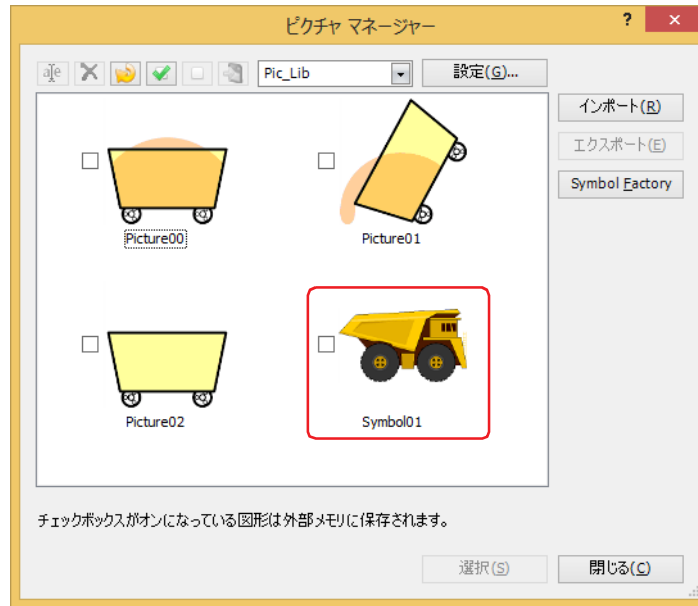 ピクチャ マネージャー
? ×
Pic_Lib
設定(G)...
インポート(R)
エクスポート(E)
Symbol Factory
Picture00
Picture01
Picture02
Symbol01
チェックボックスがオンになっている図形は外部メモリに保存されます。
選択(S)
閉じる(C)